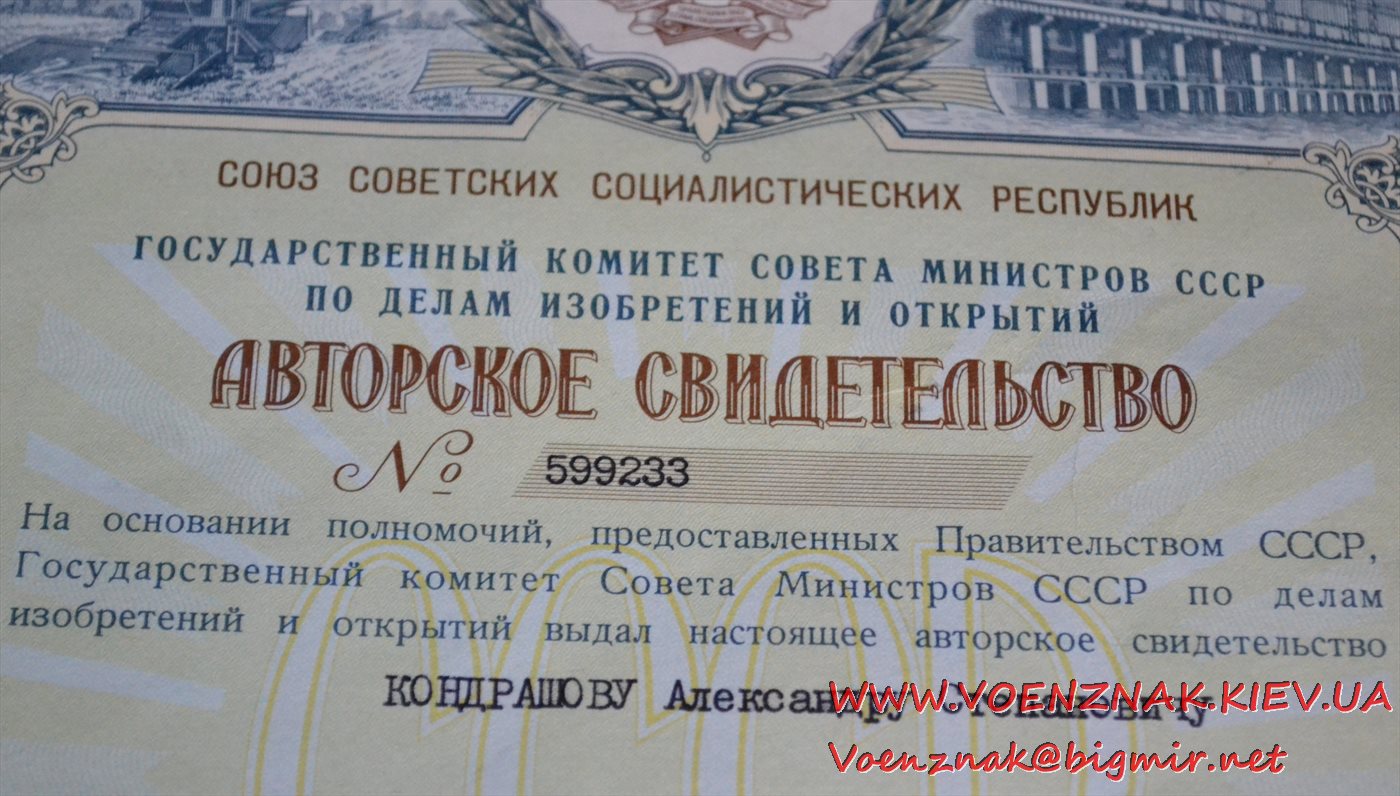 СОЮЗ СОВЕТСКИХ СОЦИАЛИСТИЧЕСКИХ РЕСПУБЛИК
ГОСУДАРСТВЕННЫЙ КОМИТЕТ СОВЕТА МИНИСТРОВ СССР
ПО ДЕЛАМ ИЗОБРЕТЕНИЙ И ОТКРЫТИЙ
АВТОРСКОЕ СВИДЕТЕЛЬСТВО
№ 599233
На основании полномочий, предоставленных Правительством СССР,
Государственный комитет Совета Министров СССР по делам
изобретений и открытий выдал настоящее авторское свидетельство
КОНДРАШОВУ Александру Степановичу
WWW.VOENZNAK.KIEV.UA
Voenznak@bigmir.net